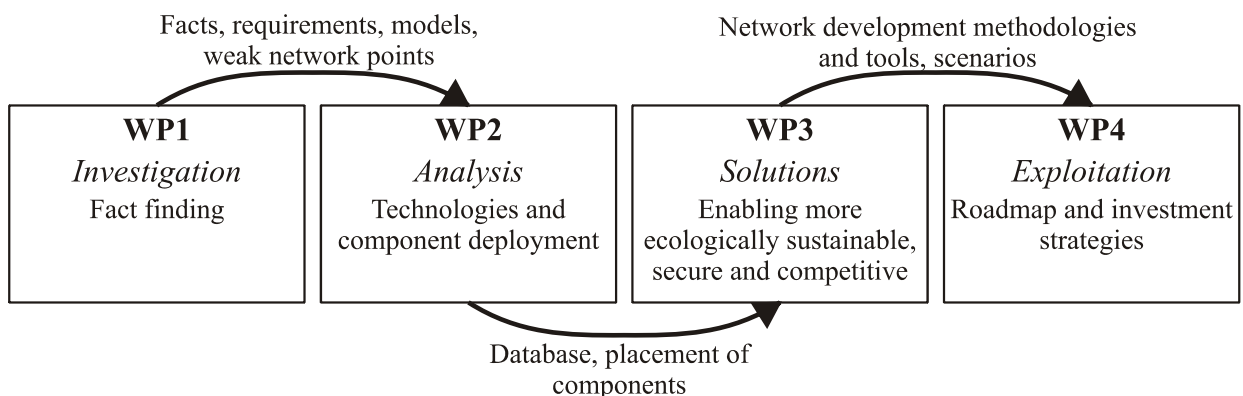 Facts, requirements, models,
weak network points
Network development methodologies
and tools, scenarios
WP1
Investigation
Fact finding
WP2
Analysis
Technologies and
component deployment
WP3
Solutions
Enabling more
ecologically sustainable,
secure and competitive
WP4
Exploitation
Roadmap and investment
strategies
Database, placement of
components